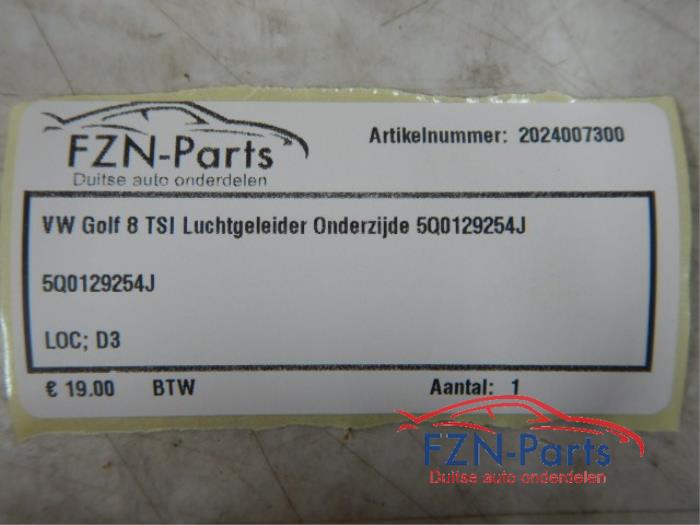 FZN-Parts
Duitse auto onderdelen
Artikelnummer: 2024007300
VW Golf 8 TSI Luchtgeleider Onderzijde 5Q0129254J
5Q0129254J
LOC; D3
€ 19.00 BTW Aantal: 1
FZN-Parts
Duitse auto onderdelen